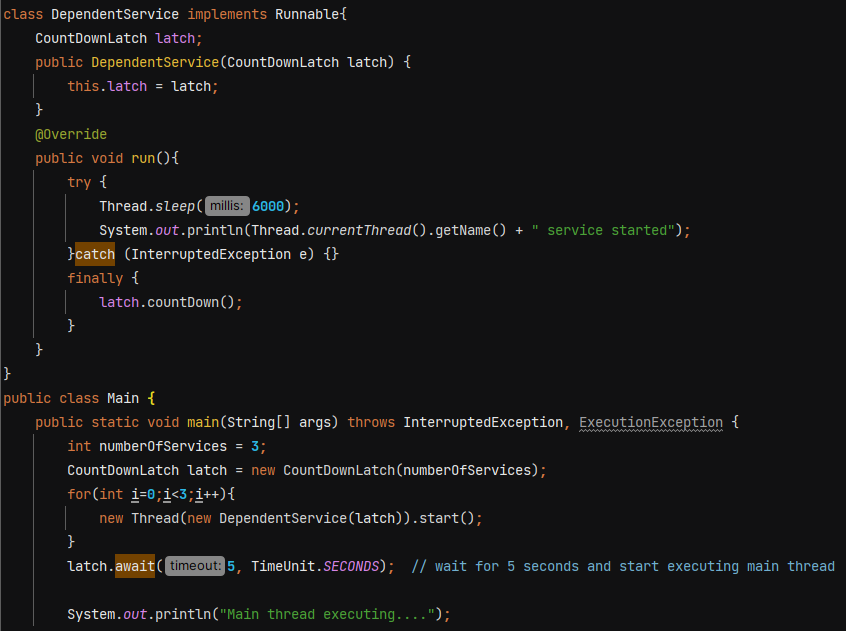 class DependentService implements Runnable{
    CountDownLatch latch;
    public DependentService(CountDownLatch latch) {
        this.latch = latch;
    }
    @Override
    public void run(){
        try {
            Thread.sleep( millis: 6000);
            System.out.println(Thread.currentThread().getName() + " service started");
        }catch (InterruptedException e) {}
        finally {
            latch.countDown();
        }
    }
}
public class Main {
    public static void main(String[] args) throws InterruptedException, ExecutionException {
        int numberOfServices = 3;
        CountDownLatch latch = new CountDownLatch(numberOfServices);
        for(int i=0;i<3;i++){
            new Thread(new DependentService(latch)).start();
        }
        latch.await( timeout: 5, TimeUnit.SECONDS);  // wait for 5 seconds and start executing main thread
        System.out.println("Main thread executing....");